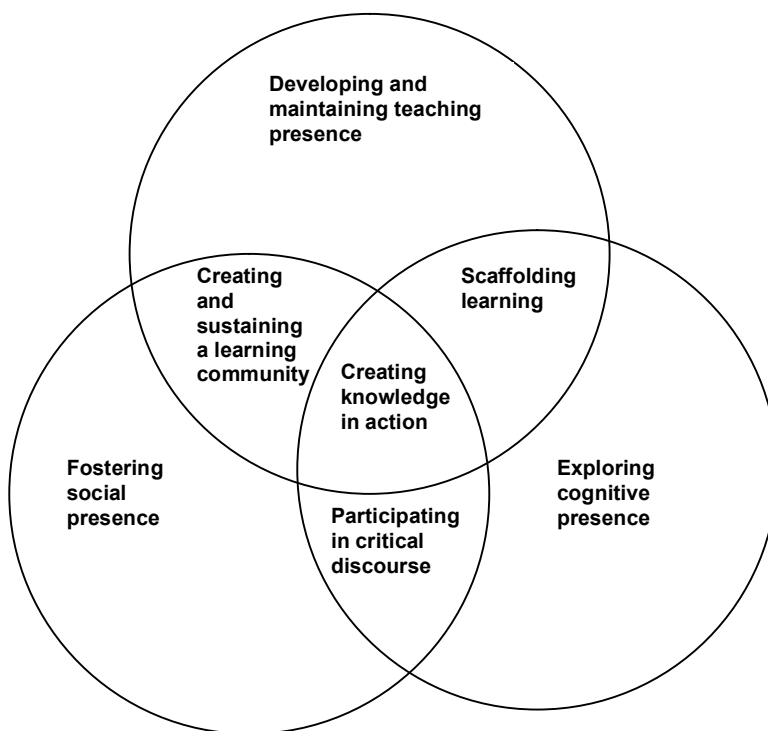 Developing and
maintaining teaching
presence
Creating
and
sustaining
a learning
community
Scaffolding
learning
Creating
knowledge
in action
Fostering
social
presence
Exploring
cognitive
presence
Participating
in critical
discourse